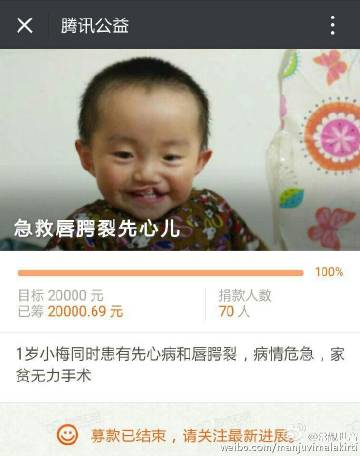 腾讯公益
急救唇腭裂先心儿
100%
目标 20000 元
已筹 20000.69 元
捐款人数
70 人
1岁小梅同时患有先心病和唇腭裂，病情危急，家
贫无力手术
募款已结束，请关注最新进展。
weibo.com/manjuvimalakirti